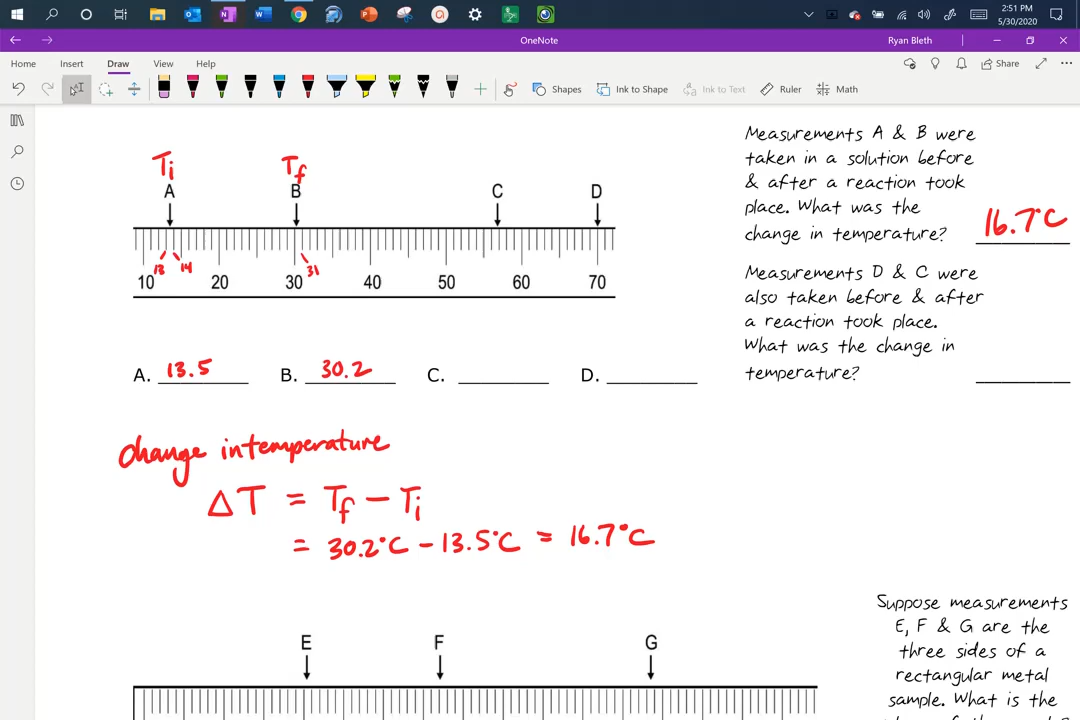 2:51 PM
5/30/2020
OneNote
Ryan Bleth
Home Insert Draw View Help
Share
Shapes Ink to Shape Ink to Text Ruler Math
Ti
Tf
A B C D
13 14 31
10 20 30 40 50 60 70
A. 13.5 B. 30.2 C. D.
Measurements A & B were
taken in a solution before
& after a reaction took
place. What was the
change in temperature? 16.7°C
Measurements D & C were
also taken before & after
a reaction took place.
What was the change in
temperature?
change in temperature
ΔT = Tf - Ti
= 30.2°C - 13.5°C = 16.7°C
E F G
Suppose measurements
E, F & G are the
three sides of a
rectangular metal
sample. What is the